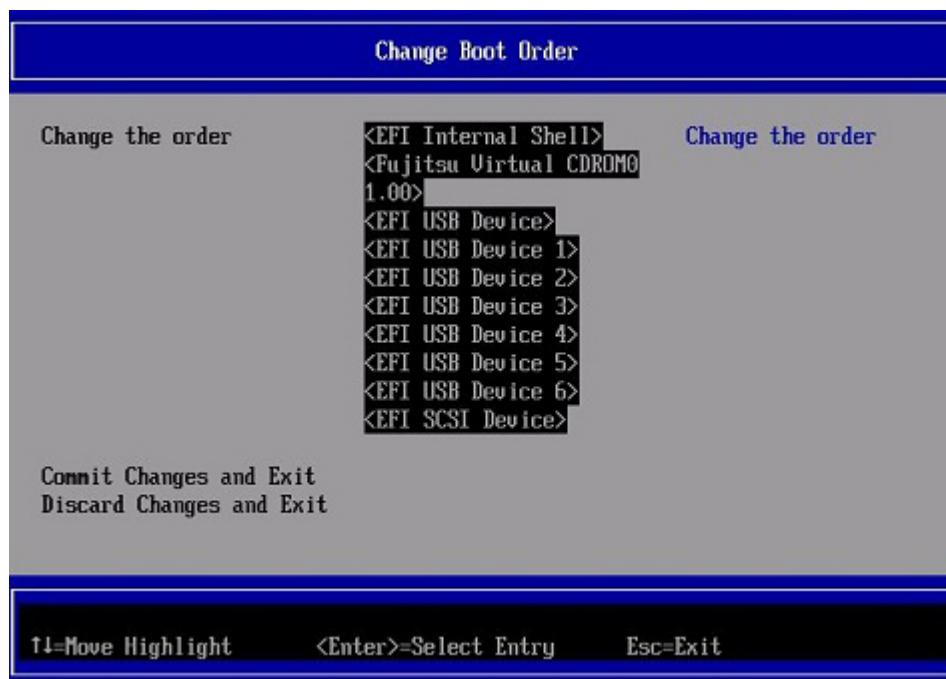 Change Boot Order
Change the order <EFI Internal Shell> Change the order
<Fujitsu Virtual CDROM0
1.00>
<EFI USB Device>
<EFI USB Device 1>
<EFI USB Device 2>
<EFI USB Device 3>
<EFI USB Device 4>
<EFI USB Device 5>
<EFI USB Device 6>
<EFI SCSI Device>
Commit Changes and Exit
Discard Changes and Exit
↑↓=Move Highlight <Enter>=Select Entry Esc=Exit